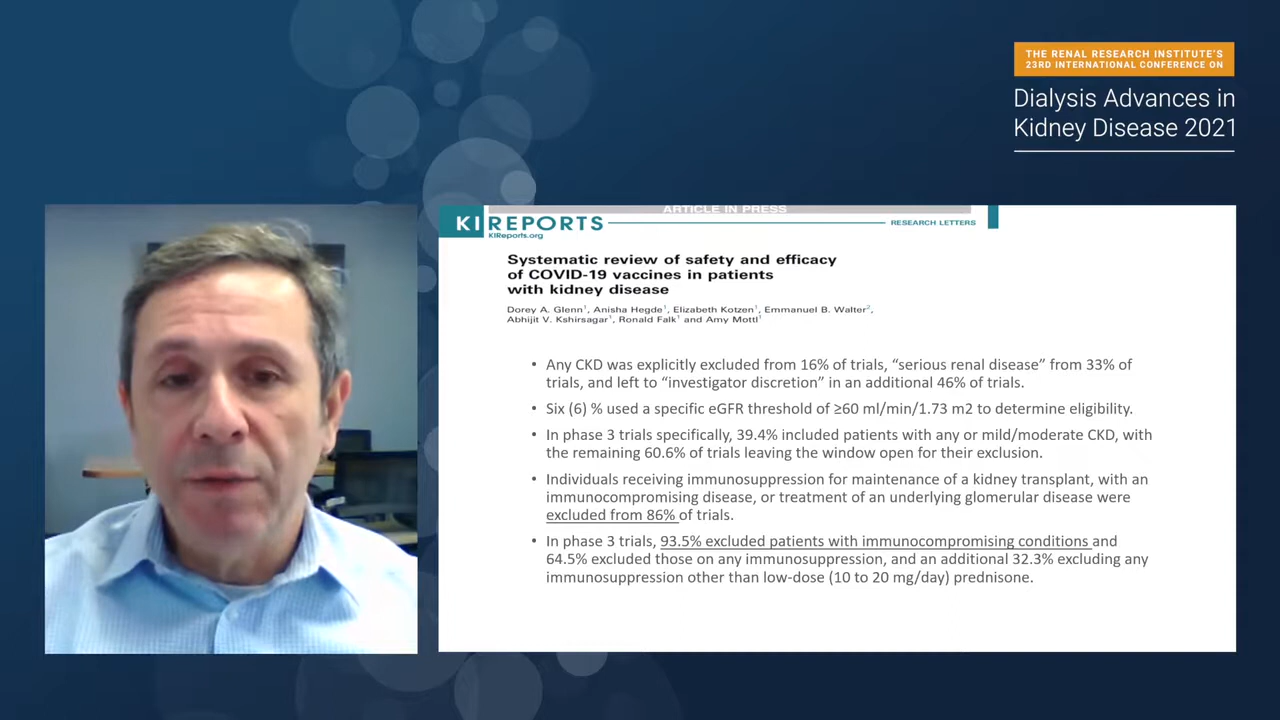 THE RENAL RESEARCH INSTITUTE'S
23RD INTERNATIONAL CONFERENCE ON
Dialysis Advances in
Kidney Disease 2021
ARTICLE IN PRESS
KI REPORTS
KIReports.org
RESEARCH LETTERS
Systematic review of safety and efficacy
of COVID-19 vaccines in patients
with kidney disease
Dorey A. Glenn¹, Anisha Hegde¹, Elizabeth Kotzen¹, Emmanuel B. Walter²,
Abhijit V. Kshirsagar¹, Ronald Falk¹ and Amy Mottl¹
• Any CKD was explicitly excluded from 16% of trials, “serious renal disease” from 33% of
trials, and left to “investigator discretion” in an additional 46% of trials.
• Six (6) % used a specific eGFR threshold of ≥60 ml/min/1.73 m2 to determine eligibility.
• In phase 3 trials specifically, 39.4% included patients with any or mild/moderate CKD, with
the remaining 60.6% of trials leaving the window open for their exclusion.
• Individuals receiving immunosuppression for maintenance of a kidney transplant, with an
immunocompromising disease, or treatment of an underlying glomerular disease were
excluded from 86% of trials.
• In phase 3 trials, 93.5% excluded patients with immunocompromising conditions and
64.5% excluded those on any immunosuppression, and an additional 32.3% excluding any
immunosuppression other than low-dose (10 to 20 mg/day) prednisone.